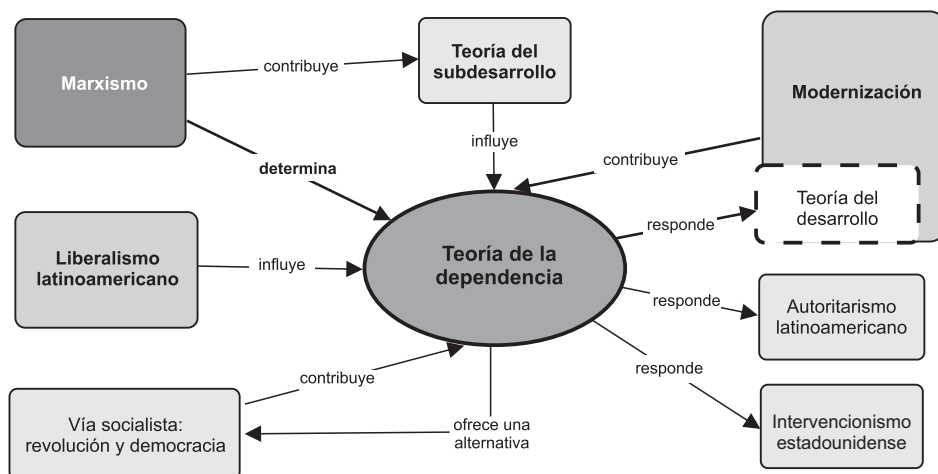 Marxismo
contribuye
Teoría del
subdesarrollo
Modernización
influye
contribuye
determina
Teoría del
desarrollo
responde
Liberalismo
latinoamericano
influye
Teoría de la
dependencia
responde
Autoritarismo
latinoamericano
responde
contribuye
Vía socialista:
revolución y democracia
ofrece una
alternativa
Intervencionismo
estadounidense